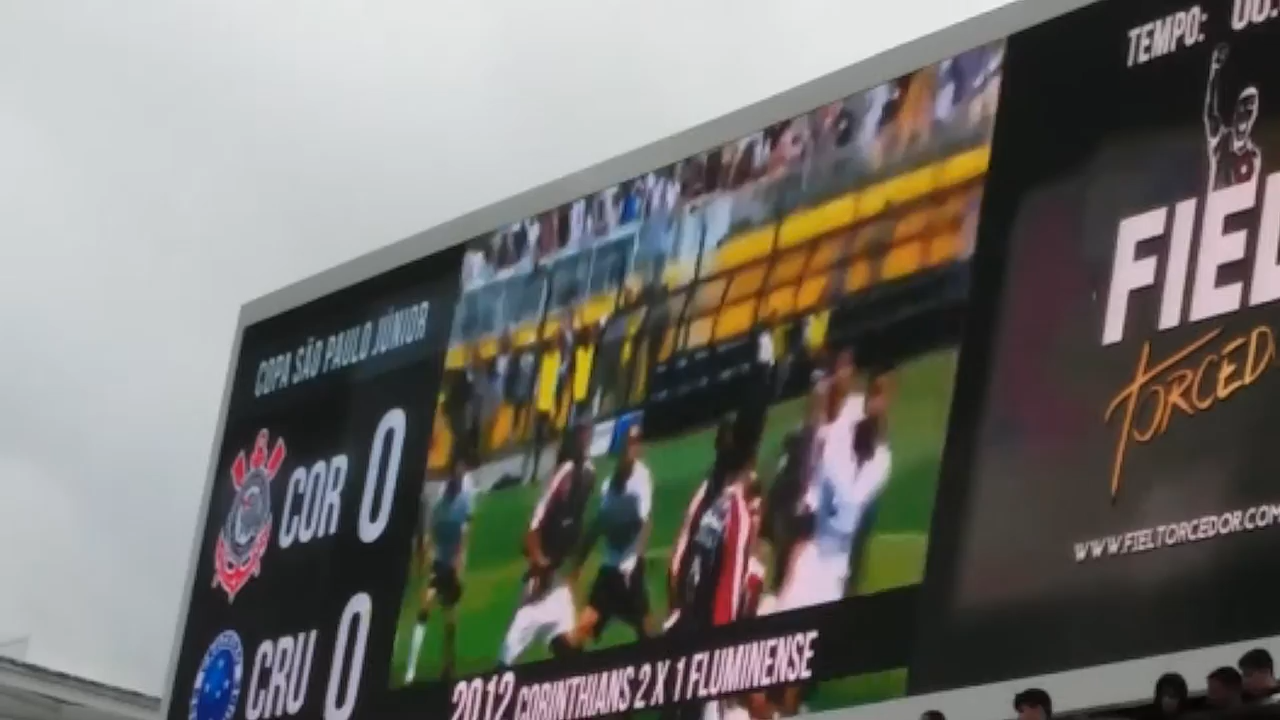 COPA SÃO PAULO JÚNIOR
COR 0
CRU 0
2012 CORINTHIANS 2 X 1 FLUMINENSE
TEMPO: 00:
FIEL
TORCED
WWW.FIELTORCEDOR.COM